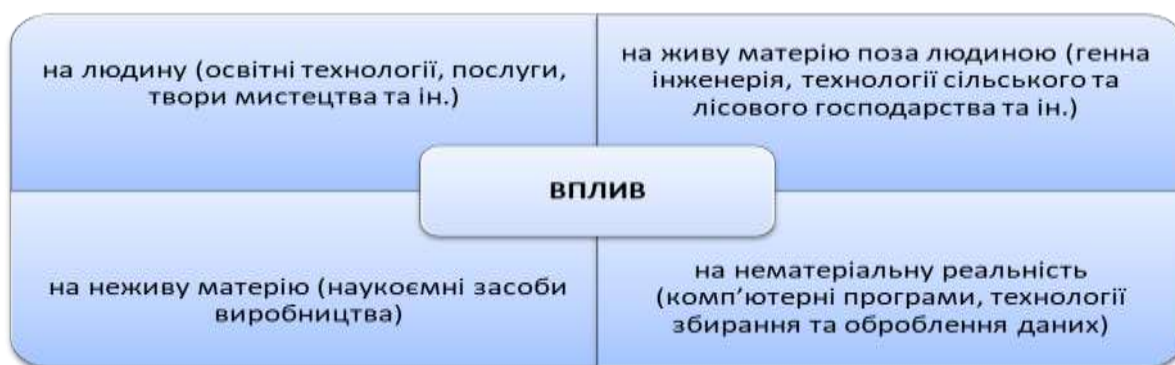 на людину (освітні технології, послуги,
твори мистецтва та ін.)
на живу матерію поза людиною (генна
інженерія, технології сільського та
лісового господарства та ін.)
ВПЛИВ
на неживу матерію (наукоємні засоби
виробництва)
на нематеріальну реальність
(комп’ютерні програми, технології
збирання та оброблення даних)